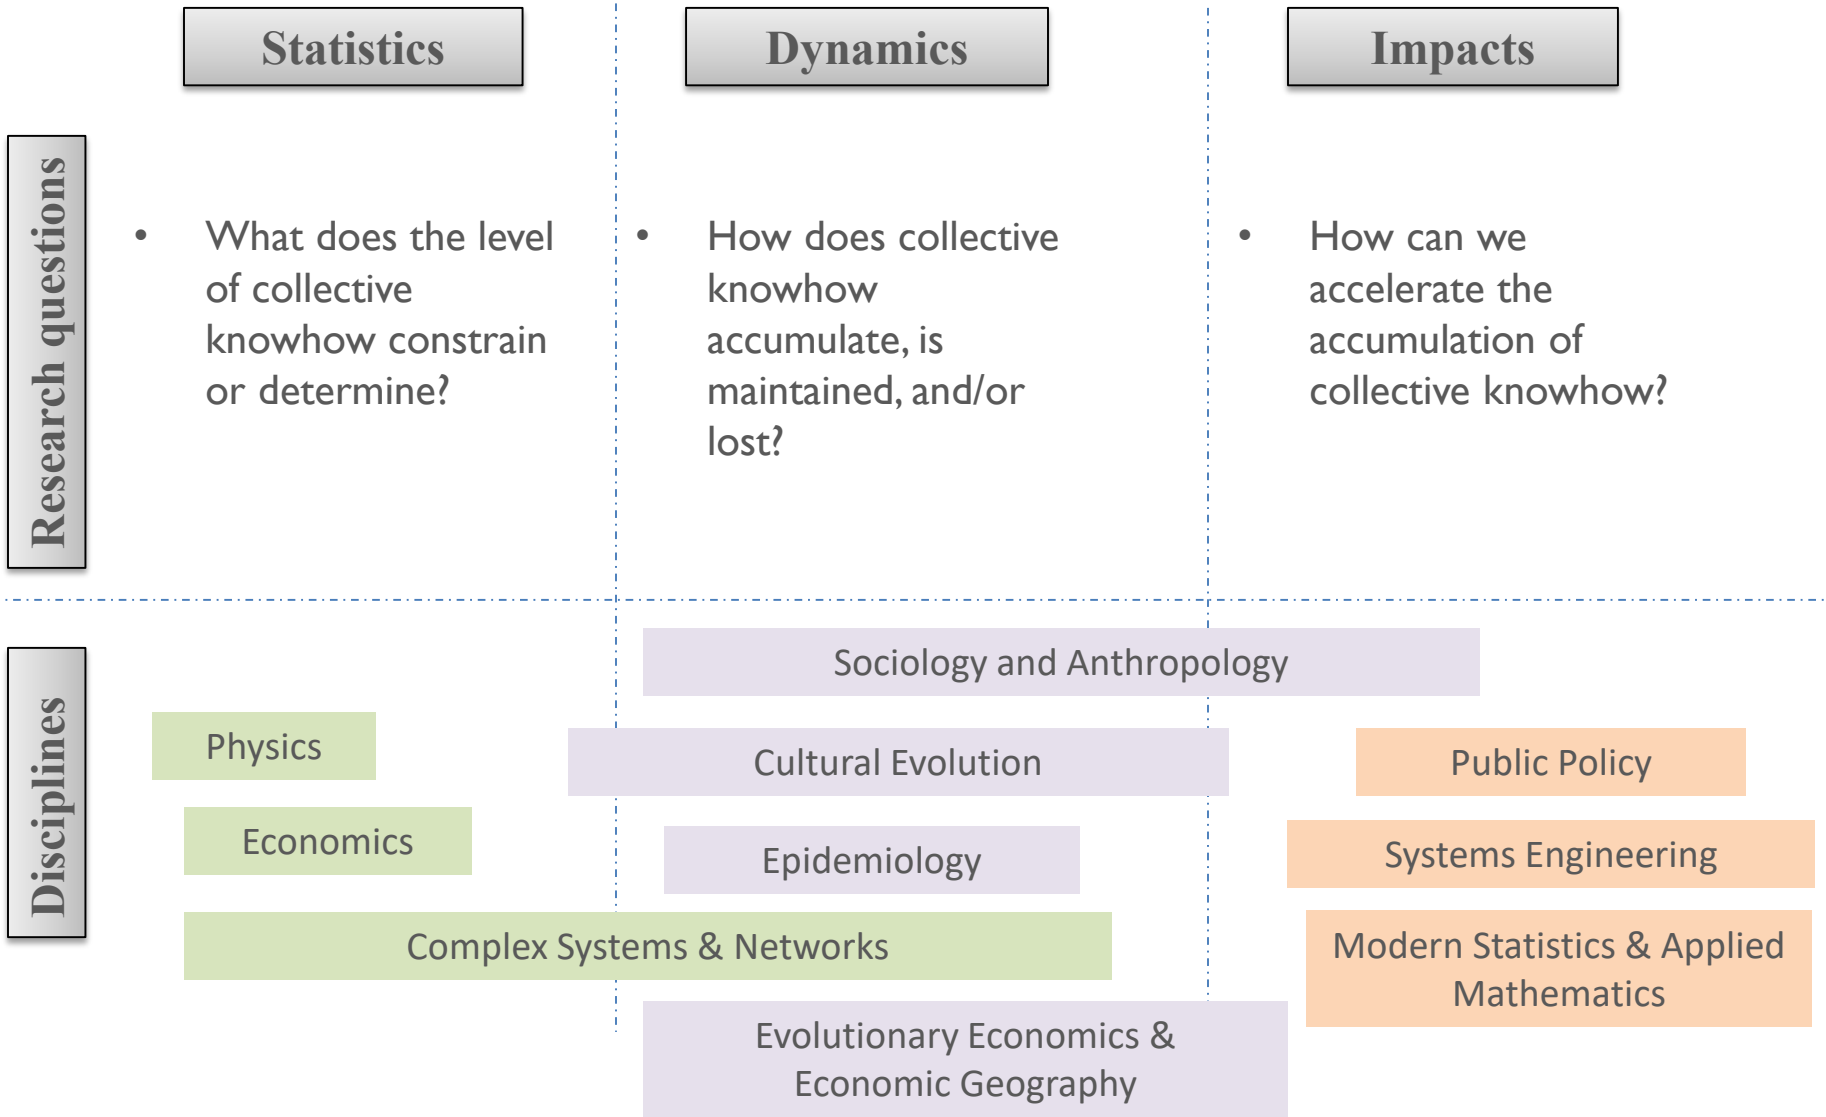 Statistics
Dynamics
Impacts
Research questions
• What does the level
of collective
knowhow constrain
or determine?
• How does collective
knowhow
accumulate, is
maintained, and/or
lost?
• How can we
accelerate the
accumulation of
collective knowhow?
Disciplines
Sociology and Anthropology
Physics
Cultural Evolution
Public Policy
Economics
Epidemiology
Systems Engineering
Complex Systems & Networks
Modern Statistics & Applied
Mathematics
Evolutionary Economics &
Economic Geography